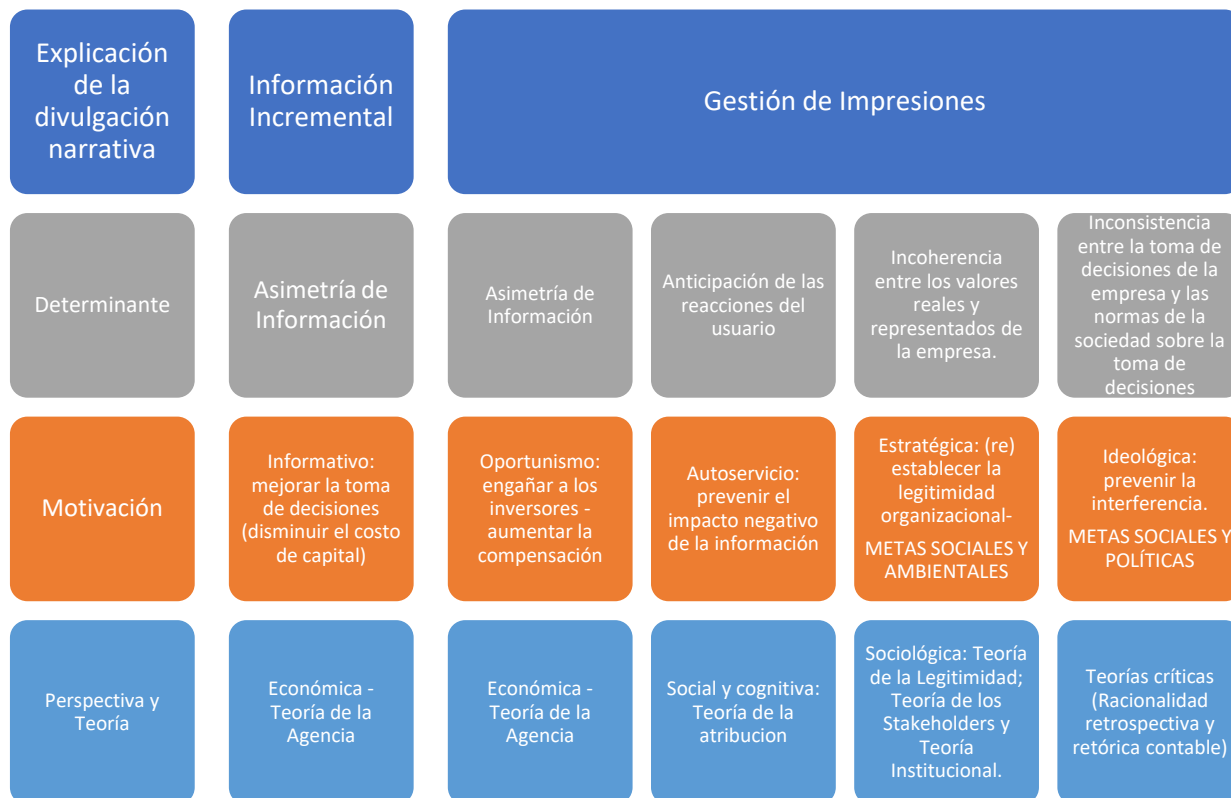 Explicación
de la
divulgación
narrativa
Información
Incremental
Gestión de Impresiones
Determinante
Asimetría de
Información
Asimetría de
Información
Anticipación de las
reacciones del
usuario
Incoherencia
entre los valores
reales y
representados de
la empresa.
Inconsistencia
entre la toma de
decisiones de la
empresa y las
normas de la
sociedad sobre la
toma de
decisiones
Motivación
Informativo:
mejorar la toma
de decisiones
(disminuir el costo
de capital)
Oportunismo:
engañar a los
inversores -
aumentar la
compensación
Autoservicio:
prevenir el
impacto negativo
de la información
Estratégica: (re)
establecer la
legitimidad
organizacional-
METAS SOCIALES Y
AMBIENTALES
Ideológica:
prevenir la
interferencia.
METAS SOCIALES Y
POLÍTICAS
Perspectiva y
Teoría
Económica -
Teoría de la
Agencia
Económica -
Teoría de la
Agencia
Social y cognitiva:
Teoría de la
atribucion
Sociológica: Teoría
de la Legitimidad;
Teoría de los
Stakeholders y
Teoría
Institucional.
Teorías críticas
(Racionalidad
retrospectiva y
retórica contable)